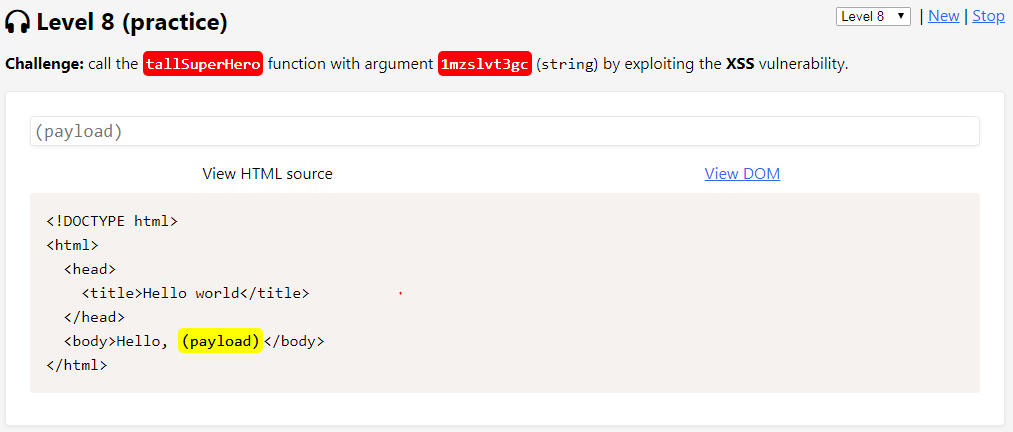 Level 8 (practice)
Level 8 | New | Stop
Challenge: call the tallSuperHero function with argument 1mzslvt3gc (string) by exploiting the XSS vulnerability.
(payload)
View HTML source
View DOM
<!DOCTYPE html>
<html>
  <head>
    <title>Hello world</title>
  </head>
  <body>Hello, (payload)</body>
</html>